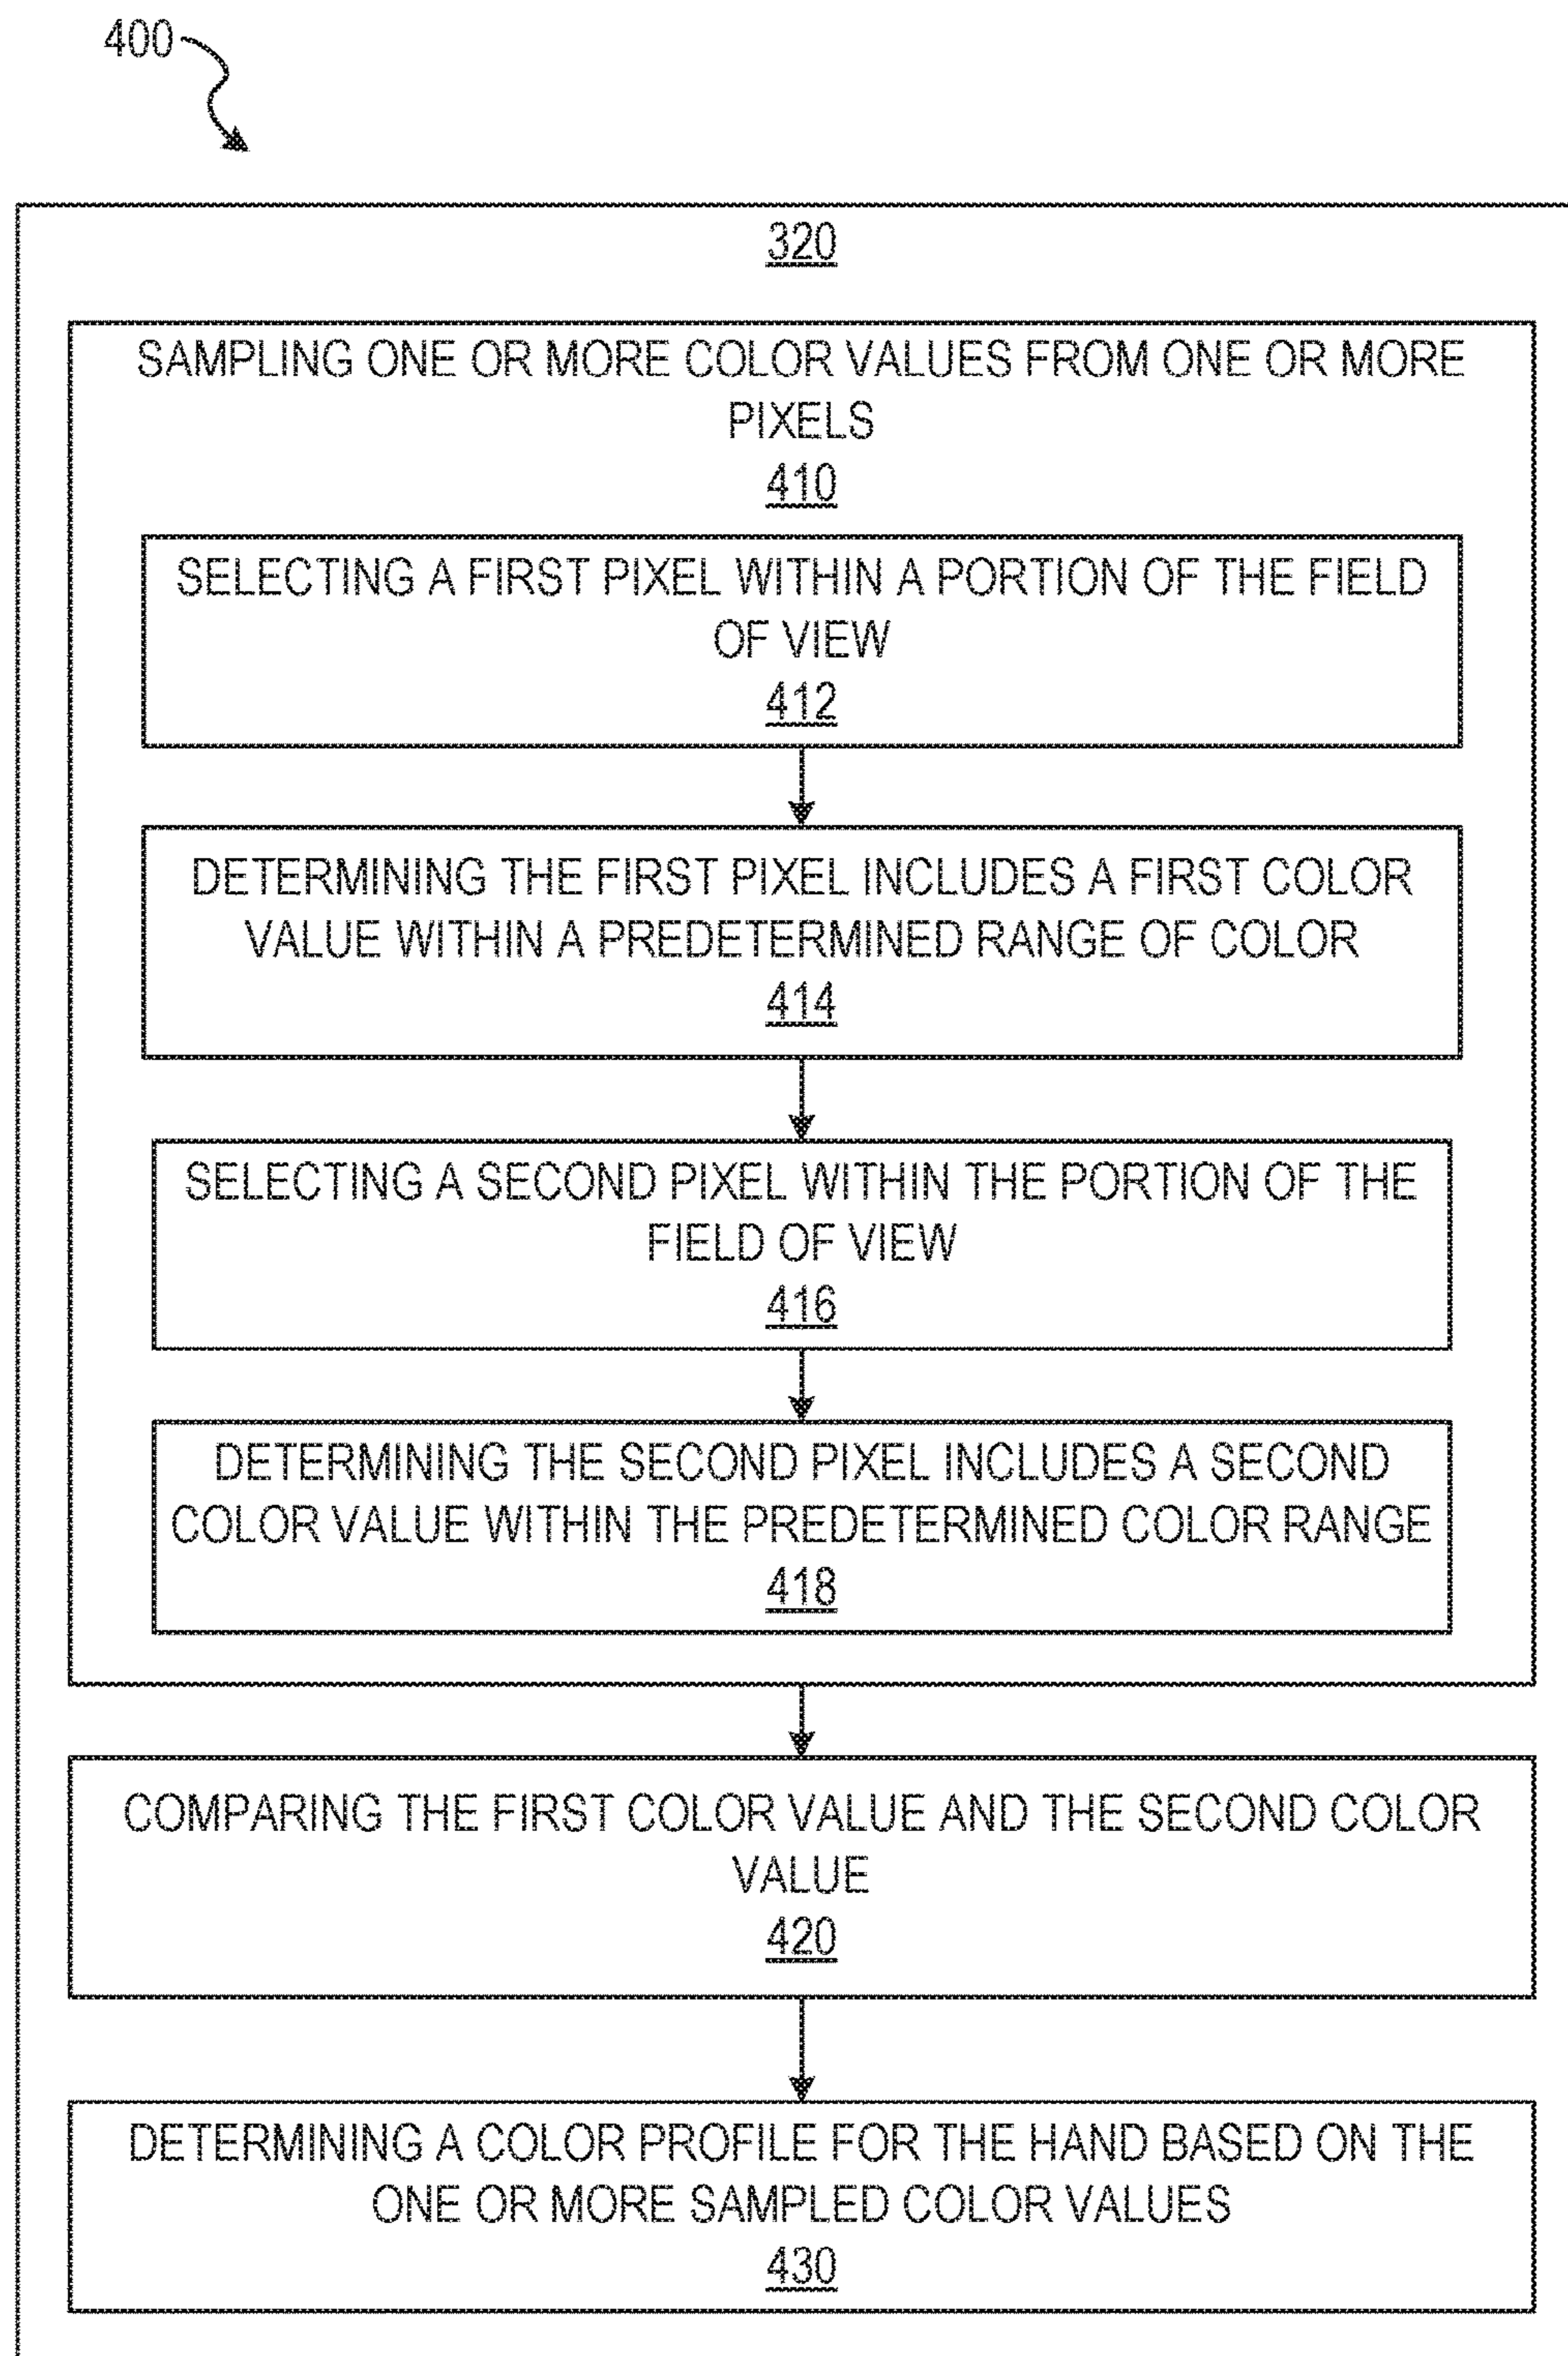 400
320
SAMPLING ONE OR MORE COLOR VALUES FROM ONE OR MORE
PIXELS
410
SELECTING A FIRST PIXEL WITHIN A PORTION OF THE FIELD
OF VIEW
412
DETERMINING THE FIRST PIXEL INCLUDES A FIRST COLOR
VALUE WITHIN A PREDETERMINED RANGE OF COLOR
414
SELECTING A SECOND PIXEL WITHIN THE PORTION OF THE
FIELD OF VIEW
416
DETERMINING THE SECOND PIXEL INCLUDES A SECOND
COLOR VALUE WITHIN THE PREDETERMINED COLOR RANGE
418
COMPARING THE FIRST COLOR VALUE AND THE SECOND COLOR
VALUE
420
DETERMINING A COLOR PROFILE FOR THE HAND BASED ON THE
ONE OR MORE SAMPLED COLOR VALUES
430